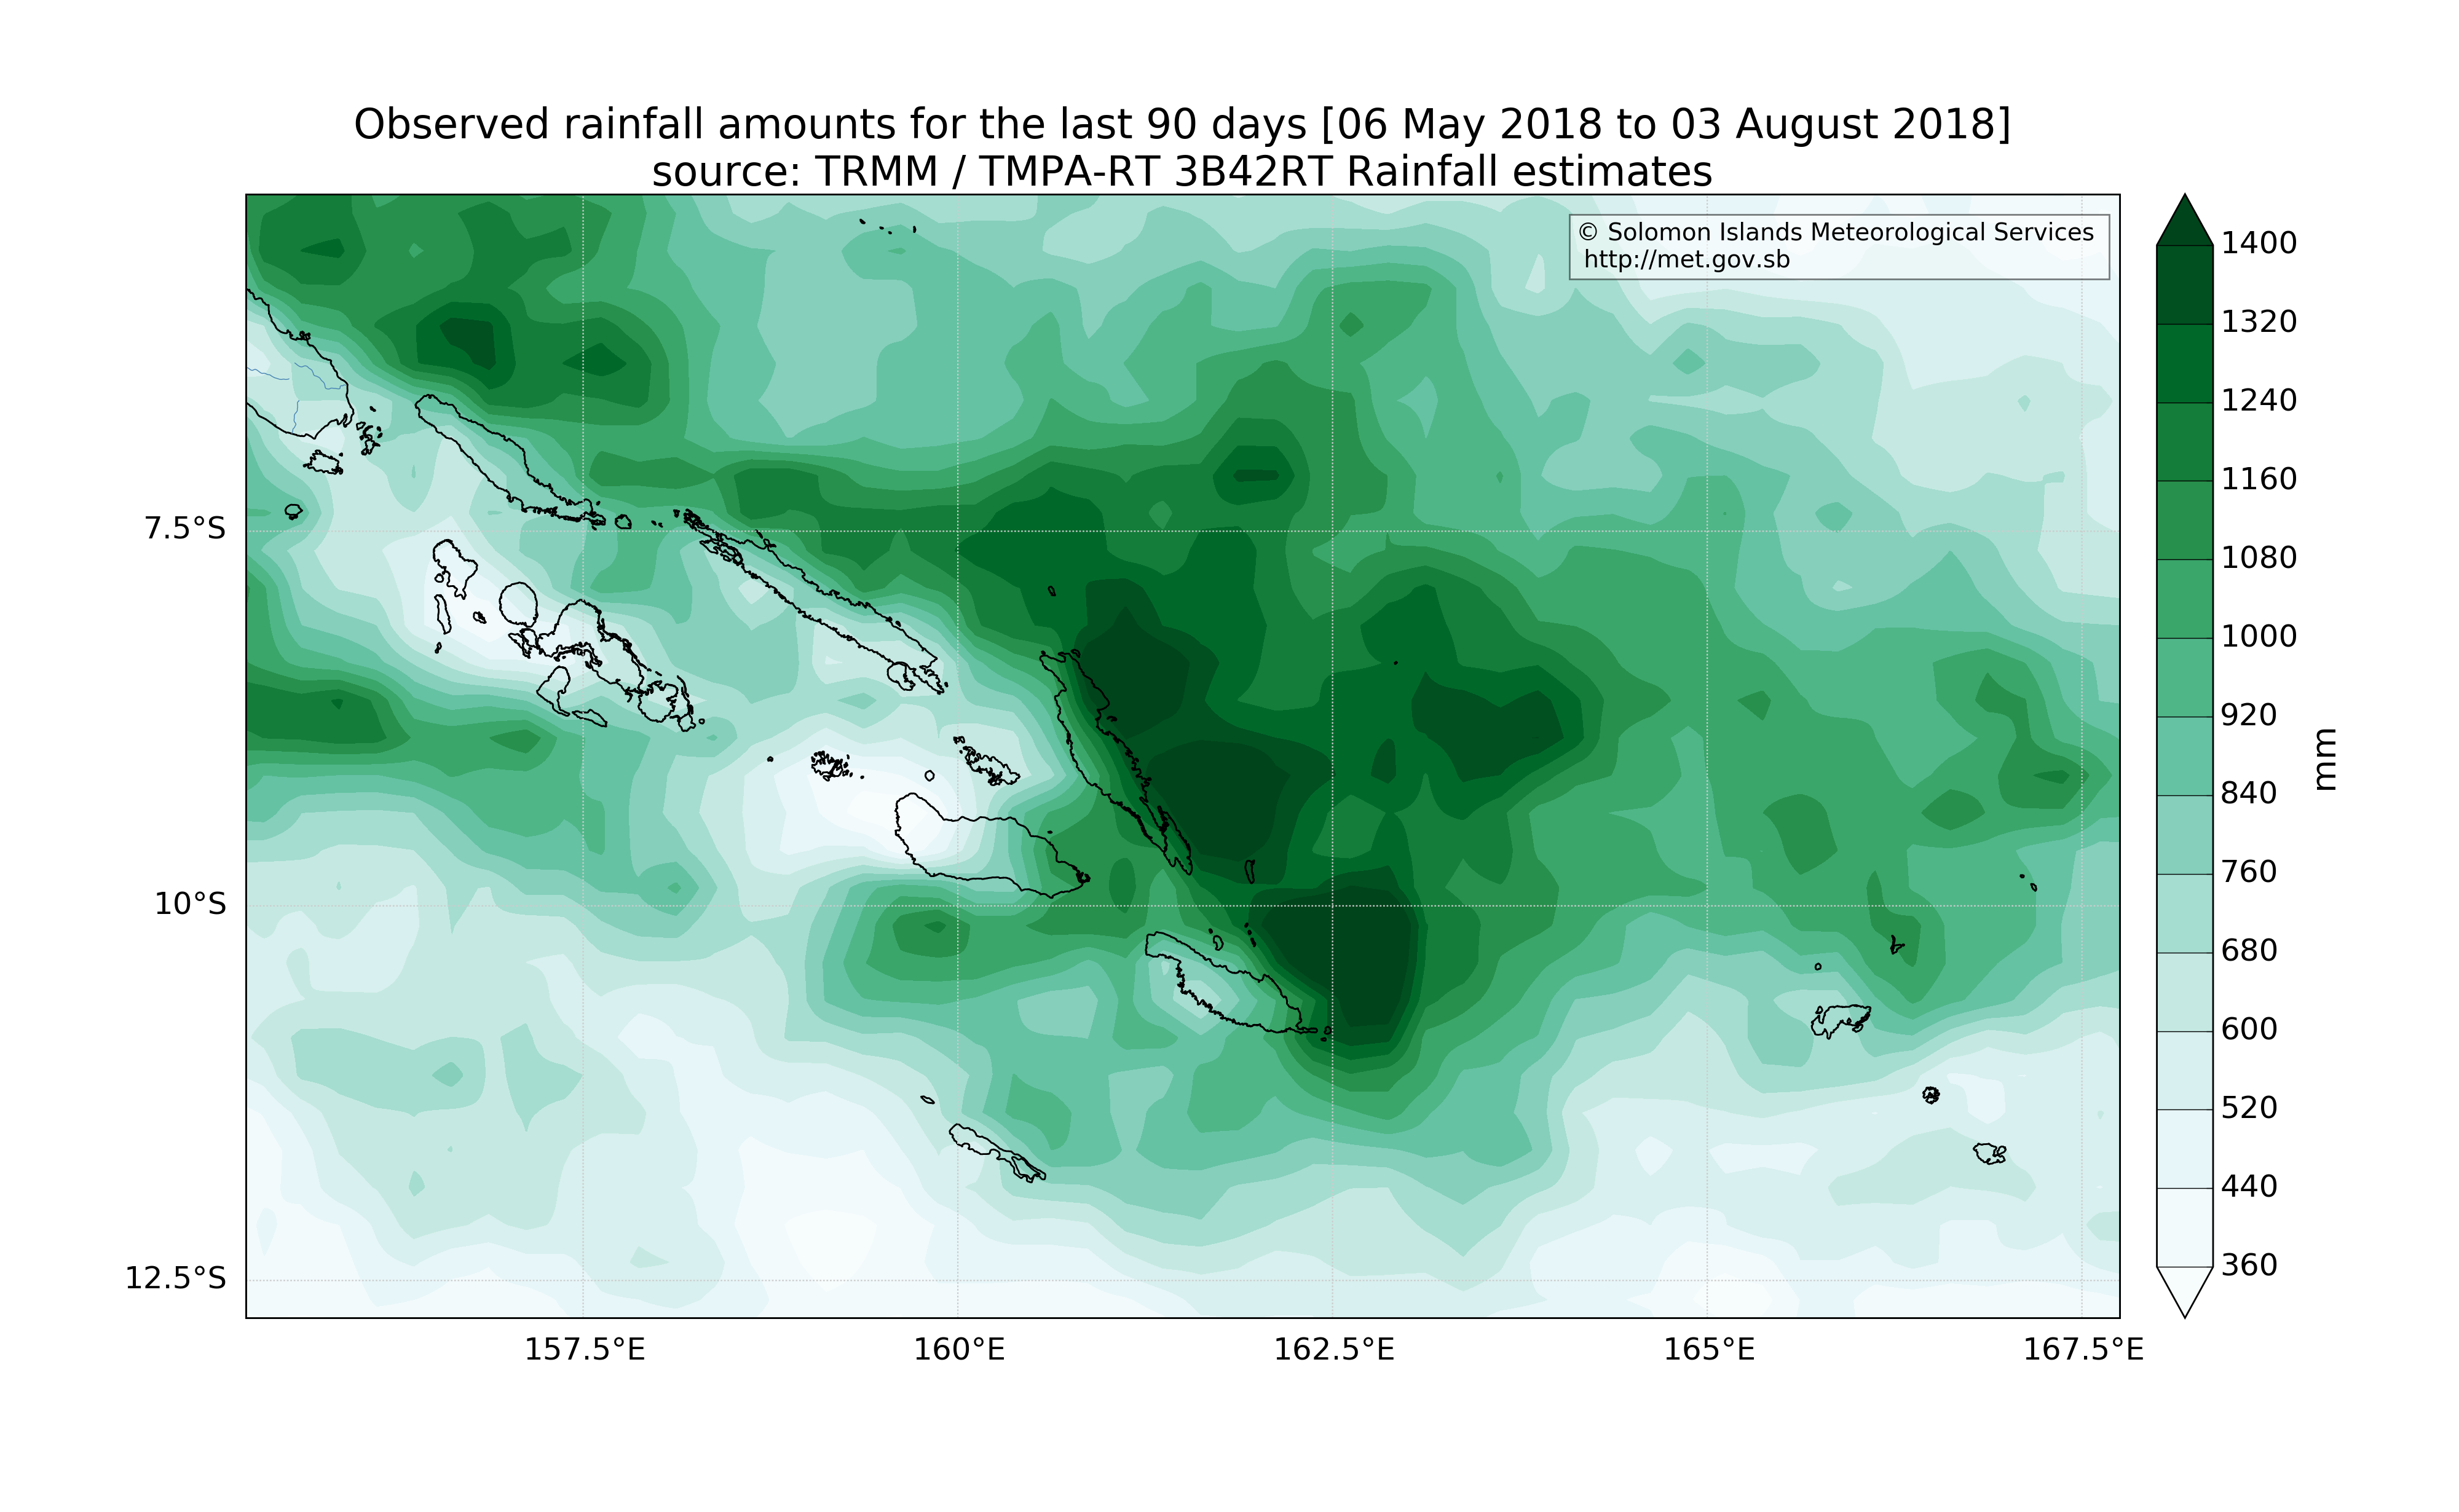 Observed rainfall amounts for the last 90 days [06 May 2018 to 03 August 2018]
source: TRMM / TMPA-RT 3B42RT Rainfall estimates
© Solomon Islands Meteorological Services
http://met.gov.sb
7.5°S
10°S
12.5°S
157.5°E
160°E
162.5°E
165°E
167.5°E
1400
1320
1240
1160
1080
1000
920
840
760
680
600
520
440
360
mm